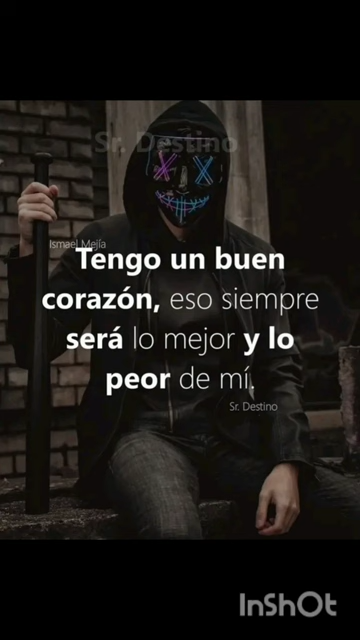 Sr. Destino
Ismael Mejía
Tengo un buen
corazón, eso siempre
será lo mejor y lo
peor de mí.
Sr. Destino
InShOt